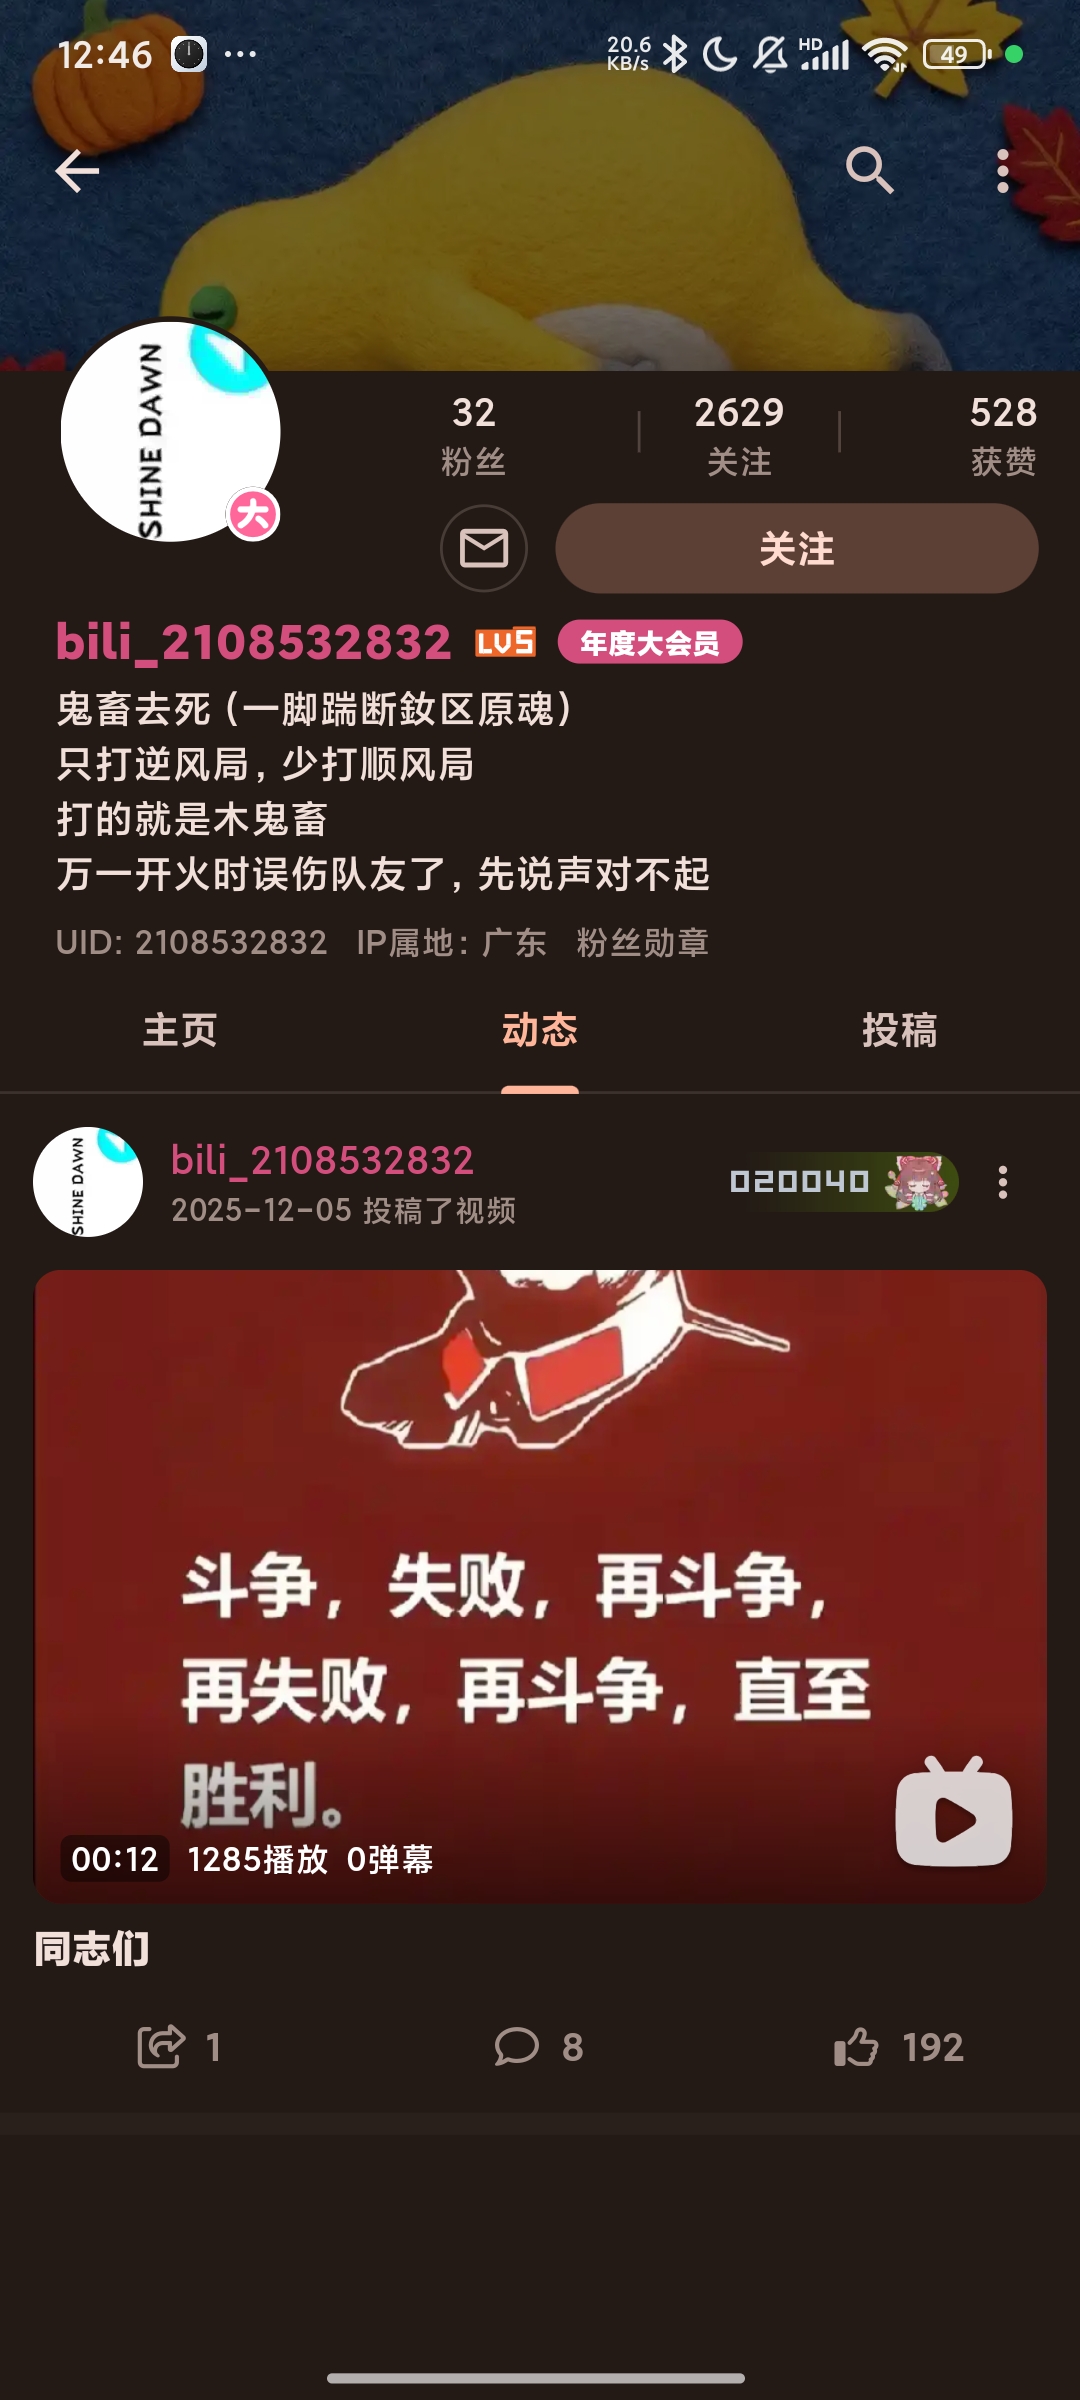 12:46
20.6
KB/s
HD
49
SHINE DAWN
大
32
粉丝
2629
关注
528
获赞
关注
bili_2108532832 LV5 年度大会员
鬼畜去死 (一脚踹断敛区原魂)
只打逆风局, 少打顺风局
打的就是木鬼畜
万一开火时误伤队友了, 先说声对不起
UID: 2108532832 IP属地: 广东 粉丝勋章
主页 动态 投稿
SHINE DAWN
bili_2108532832
2025-12-05 投稿了视频
020040
斗争，失败，再斗争，
再失败，再斗争，直至
胜利。
00:12 1285播放 0弹幕
同志们
1 8 192